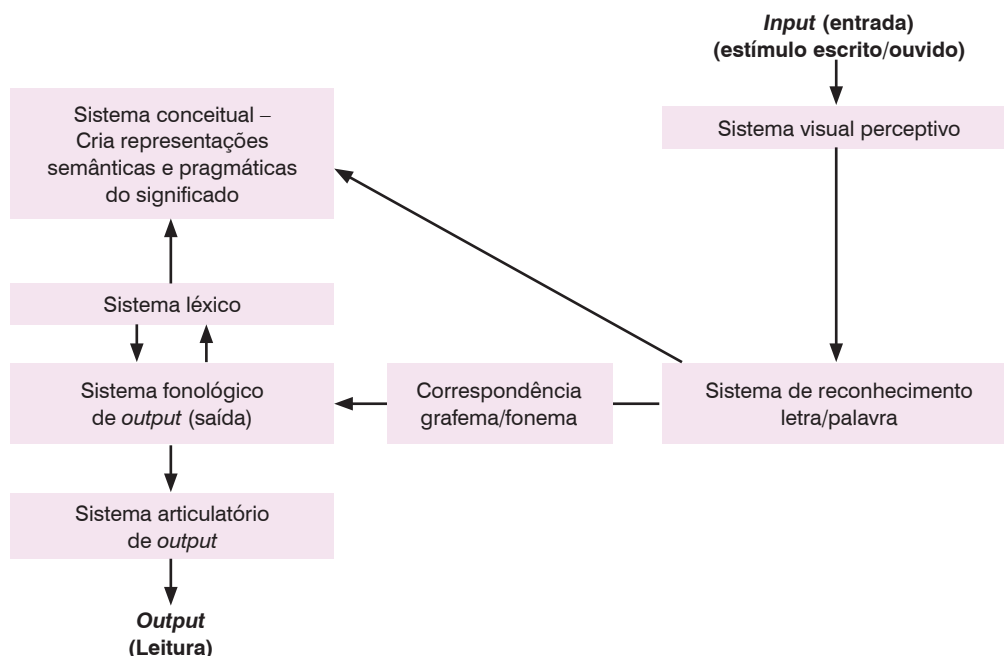 Input (entrada)
(estímulo escrito/ouvido)
Sistema visual perceptivo
Sistema conceitual –
Cria representações
semânticas e pragmáticas
do significado
Sistema léxico
Sistema fonológico
de output (saída)
Correspondência
grafema/fonema
Sistema de reconhecimento
letra/palavra
Sistema articulatório
de output
Output
(Leitura)